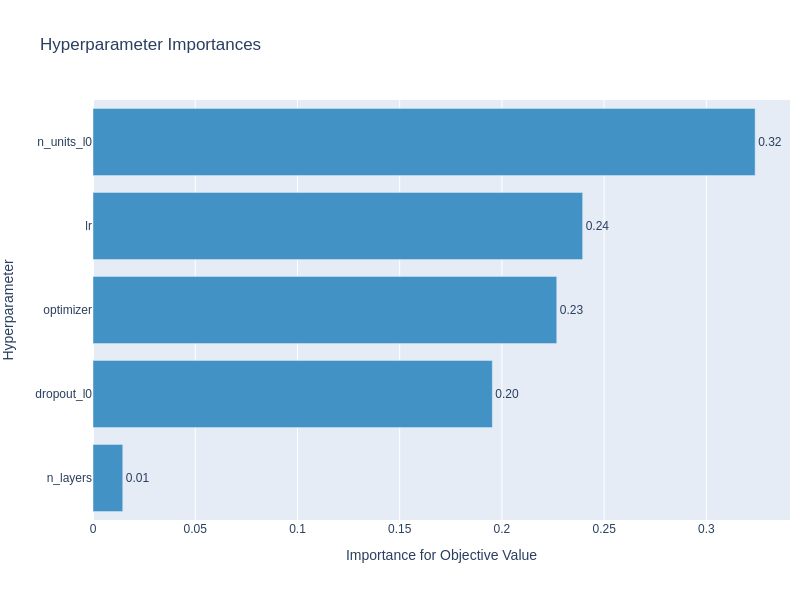 Hyperparameter Importances
n_units_l0
0.32
lr
0.24
optimizer
0.23
dropout_l0
0.20
n_layers
0.01
Hyperparameter
0
0.05
0.1
0.15
0.2
0.25
0.3
Importance for Objective Value